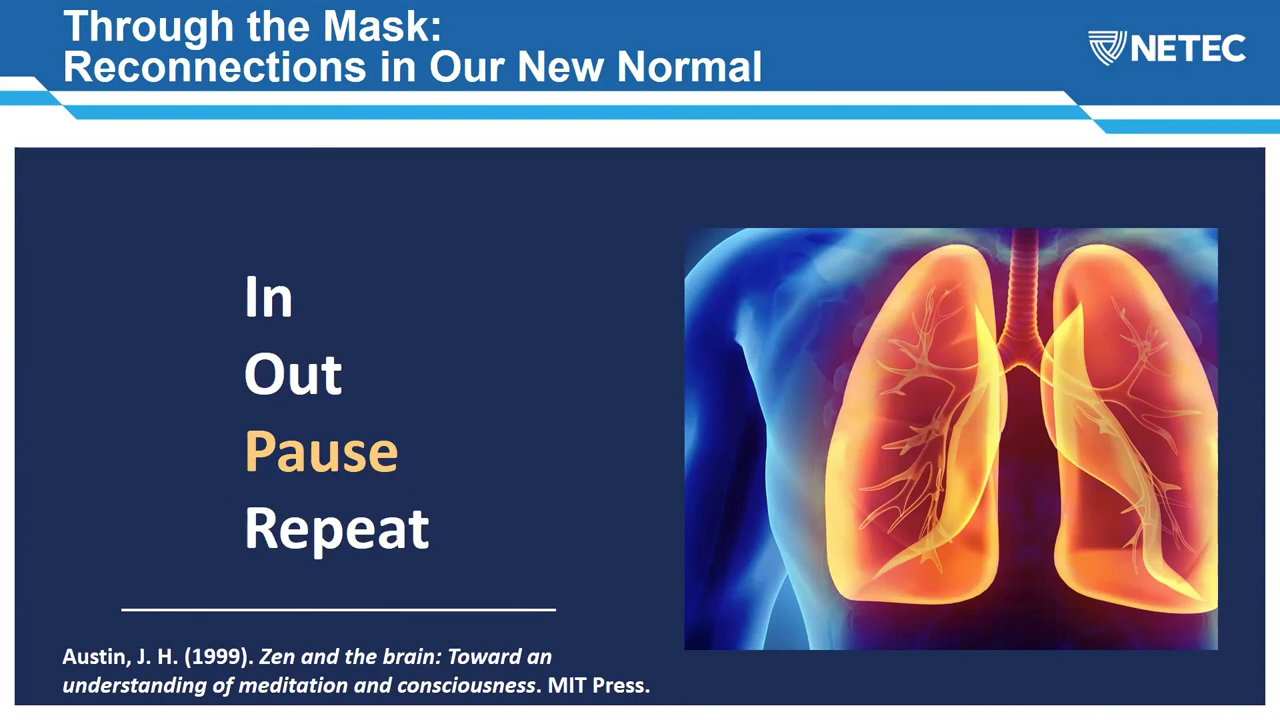 Through the Mask:
Reconnections in Our New Normal
NETEC
In
Out
Pause
Repeat
Austin, J. H. (1999). Zen and the brain: Toward an
understanding of meditation and consciousness. MIT Press.